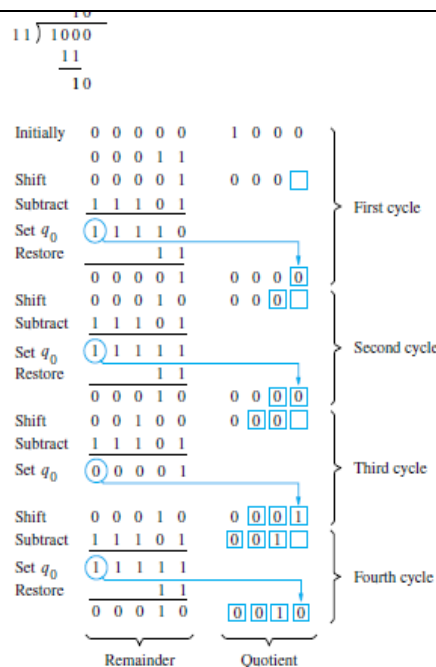 10
11 ) 1000
11
10
Initially 0 0 0 0 0 1 0 0 0
0 0 0 1 1
Shift 0 0 0 0 1 0 0 0
Subtract 1 1 1 0 1
First cycle
Set q0 1 1 1 1 0
Restore 1 1
0 0 0 0 1 0 0 0 0
Shift 0 0 0 1 0 0 0 0
Subtract 1 1 1 0 1
Set q0 1 1 1 1 1
Second cycle
Restore 1 1
0 0 0 1 0 0 0 0 0
Shift 0 0 1 0 0 0 0 0
Subtract 1 1 1 0 1
Set q0 0 0 0 0 1
Third cycle
Shift 0 0 0 1 0 0 0 0 1
Subtract 1 1 1 0 1 0 0 1
Set q0 1 1 1 1 1
Fourth cycle
Restore 1 1
0 0 0 1 0 0 0 1 0
Remainder Quotient